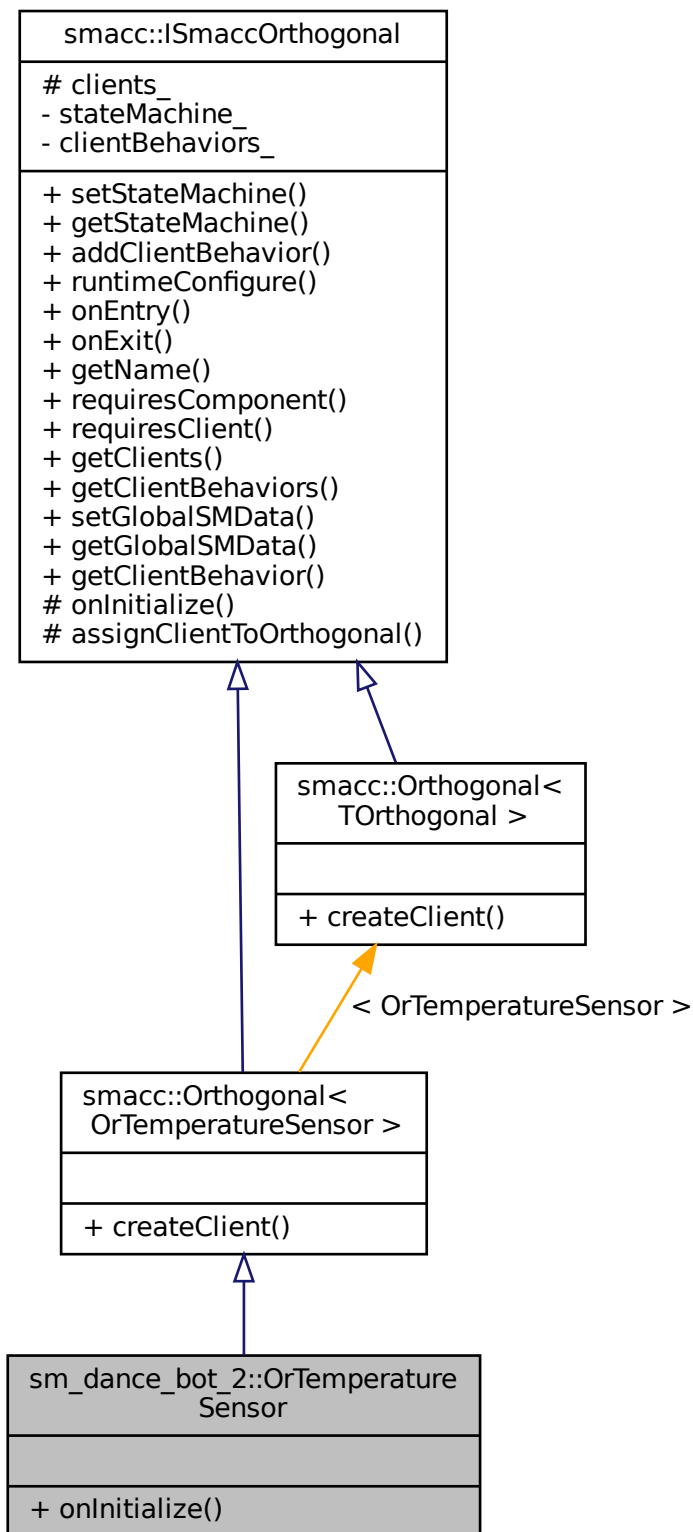 smacc::ISmaccOrthogonal
# clients_
- stateMachine_
- clientBehaviors_
+ setStateMachine()
+ getStateMachine()
+ addClientBehavior()
+ runtimeConfigure()
+ onEntry()
+ onExit()
+ getName()
+ requiresComponent()
+ requiresClient()
+ getClients()
+ getClientBehaviors()
+ setGlobalSMData()
+ getGlobalSMData()
+ getClientBehavior()
# onInitialize()
# assignClientToOrthogonal()
smacc::Orthogonal<
TOrthogonal >
+ createClient()
< OrTemperatureSensor >
smacc::Orthogonal<
OrTemperatureSensor >
+ createClient()
sm_dance_bot_2::OrTemperature
Sensor
+ onInitialize()